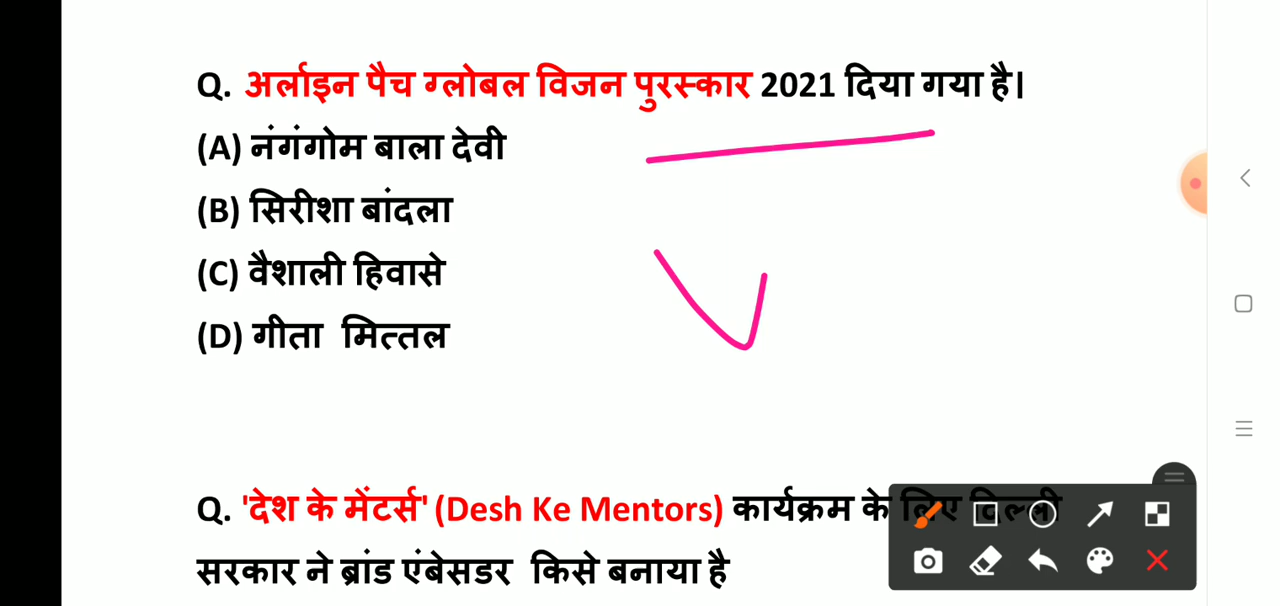 Q. अर्लाइन पैच ग्लोबल विजन पुरस्कार 2021 दिया गया है।
(A) नंगंगोम बाला देवी
(B) सिरीशा बांदला
(C) वैशाली हिवासे
(D) गीता मित्तल
Q. 'देश के मेंटर्स' (Desh Ke Mentors) कार्यक्रम के लिए दिल्ली
सरकार ने ब्रांड एंबेसडर किसे बनाया है